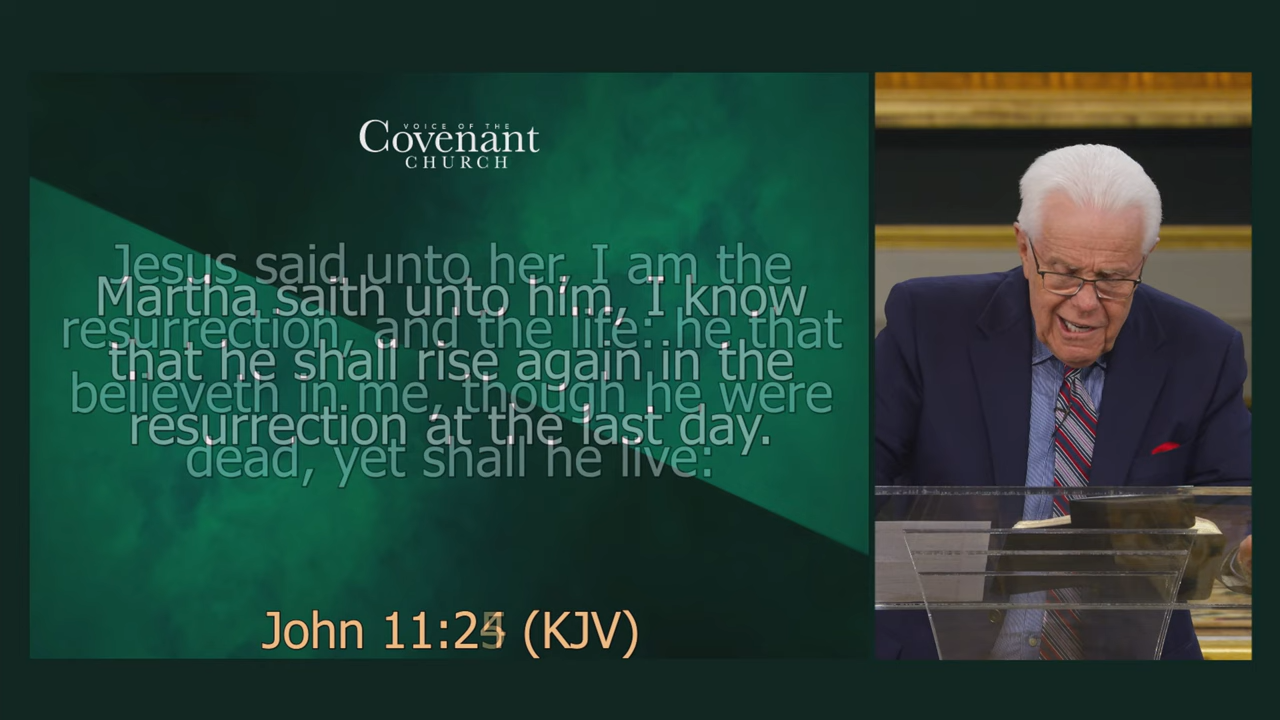 VOICE OF THE
Covenant
CHURCH
Jesus said unto her, I am the
Martha saith unto him, I know
resurrection, and the life: he that
that he shall rise again in the
believeth in me, though he were
resurrection at the last day.
dead, yet shall he live:
John 11:24 (KJV)